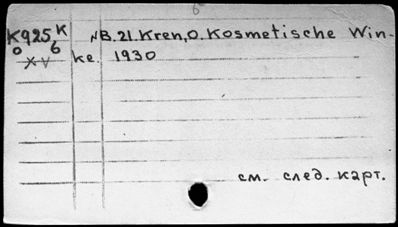 6
K925 K NB.21. Kren, O. Kosmetische Win-
0 6 ke. 1930
XV
см. след. карт.